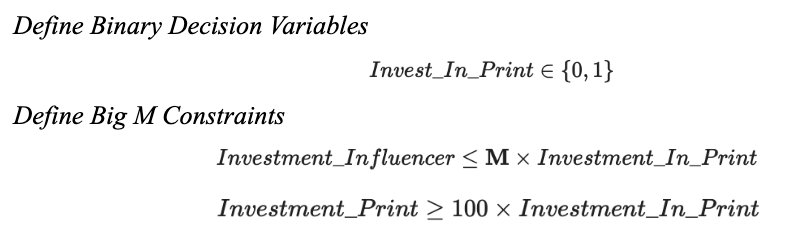 Define Binary Decision Variables
Invest_In_Print ∈ {0, 1}
Define Big M Constraints
Investment_Influencer ≤ M × Investment_In_Print
Investment_Print ≥ 100 × Investment_In_Print